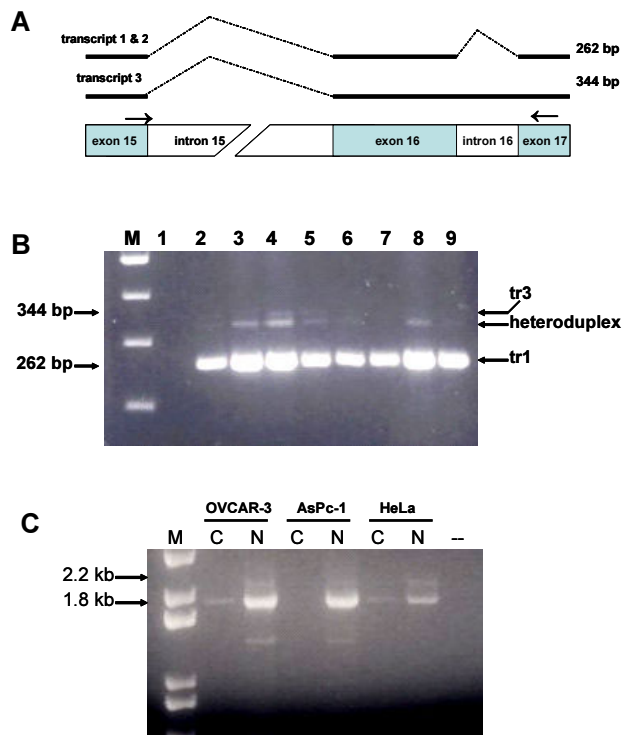 A
transcript 1 & 2
262 bp
transcript 3
344 bp
exon 15 intron 15 exon 16 intron 16 exon 17
B
M 1 2 3 4 5 6 7 8 9
344 bp
tr3
heteroduplex
262 bp
tr1
C
OVCAR-3 AsPc-1 HeLa
M C N C N C N --
2.2 kb
1.8 kb